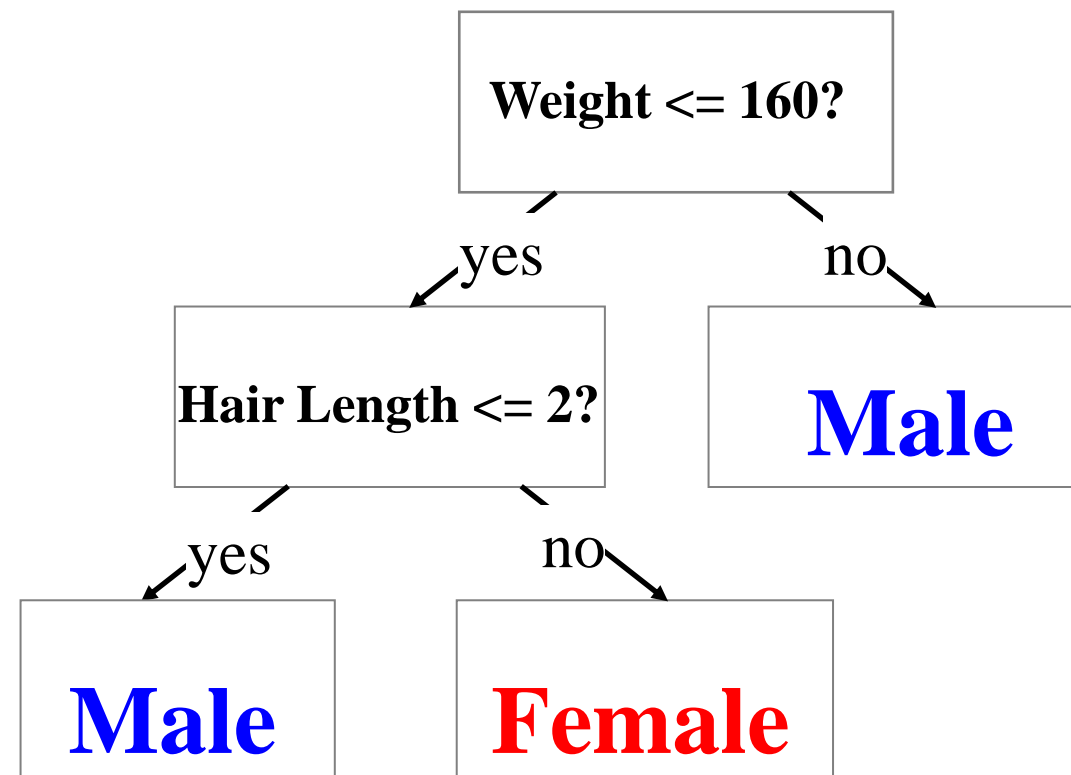 Weight <= 160?
yes
no
Hair Length <= 2?
Male
yes
no
Male
Female